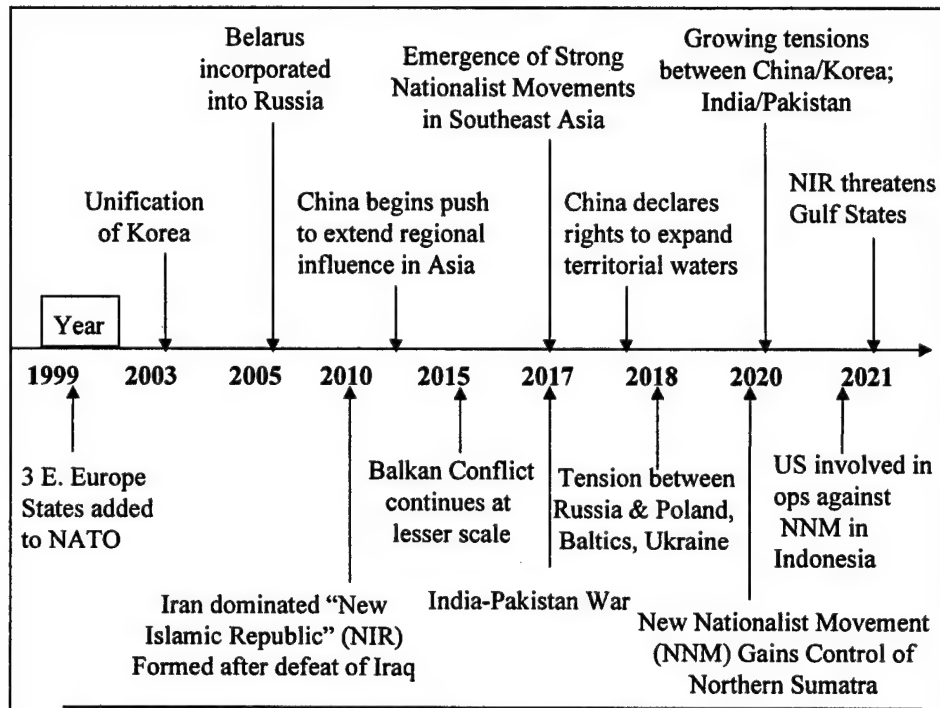 Belarus
incorporated
into Russia
Emergence of Strong
Nationalist Movements
in Southeast Asia
Growing tensions
between China/Korea;
India/Pakistan
Unification
of Korea
China begins push
to extend regional
influence in Asia
China declares
rights to expand
territorial waters
NIR threatens
Gulf States
Year
1999 2003 2005 2010 2015 2017 2018 2020 2021
3 E. Europe
States added
to NATO
Iran dominated “New
Islamic Republic” (NIR)
Formed after defeat of Iraq
Balkan Conflict
continues at
lesser scale
India-Pakistan War
Tension between
Russia & Poland,
Baltics, Ukraine
New Nationalist Movement
(NNM) Gains Control of
Northern Sumatra
US involved in
ops against
NNM in
Indonesia